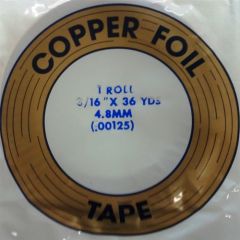 COPPER FOIL
1 ROLL
3/16" X 36 YDS
4.8MM
(.00125)
TAPE